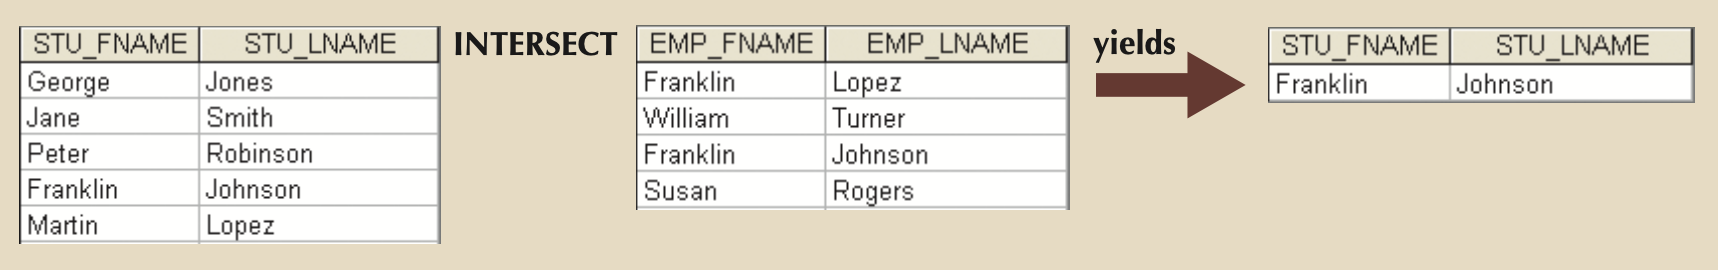 STU_FNAME STU_LNAME
George Jones
Jane Smith
Peter Robinson
Franklin Johnson
Martin Lopez
INTERSECT
EMP_FNAME EMP_LNAME
Franklin Lopez
William Turner
Franklin Johnson
Susan Rogers
yields
STU_FNAME STU_LNAME
Franklin Johnson